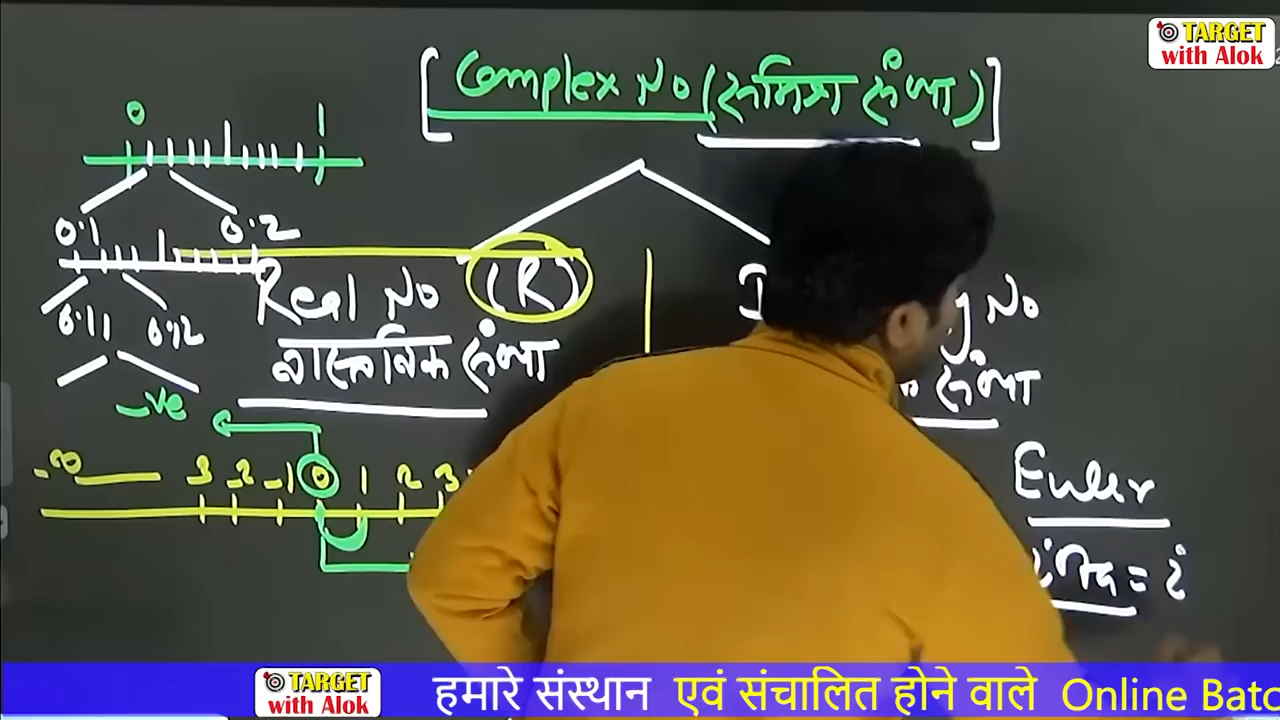 TARGET
with Alok
[Complex No (सम्मिश्र संख्या)]
0 1
0.1 0.2
Real No (R)
No
वास्तविक संख्या
संख्या
0.11 0.12
-ve
-∞ 3 -2 -1 0 1 2 3
Euler
= i
TARGET
with Alok
हमारे संस्थान एवं संचालित होने वाले Online Batc